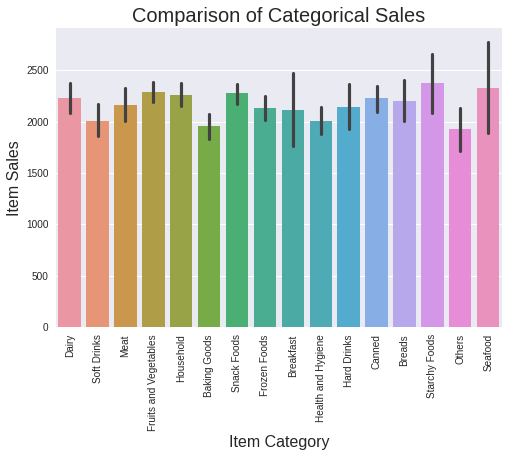 Comparison of Categorical Sales
Item Sales
2500
2000
1500
1000
500
0
Dairy
Soft Drinks
Meat
Fruits and Vegetables
Household
Baking Goods
Snack Foods
Frozen Foods
Breakfast
Health and Hygiene
Hard Drinks
Canned
Breads
Starchy Foods
Others
Seafood
Item Category